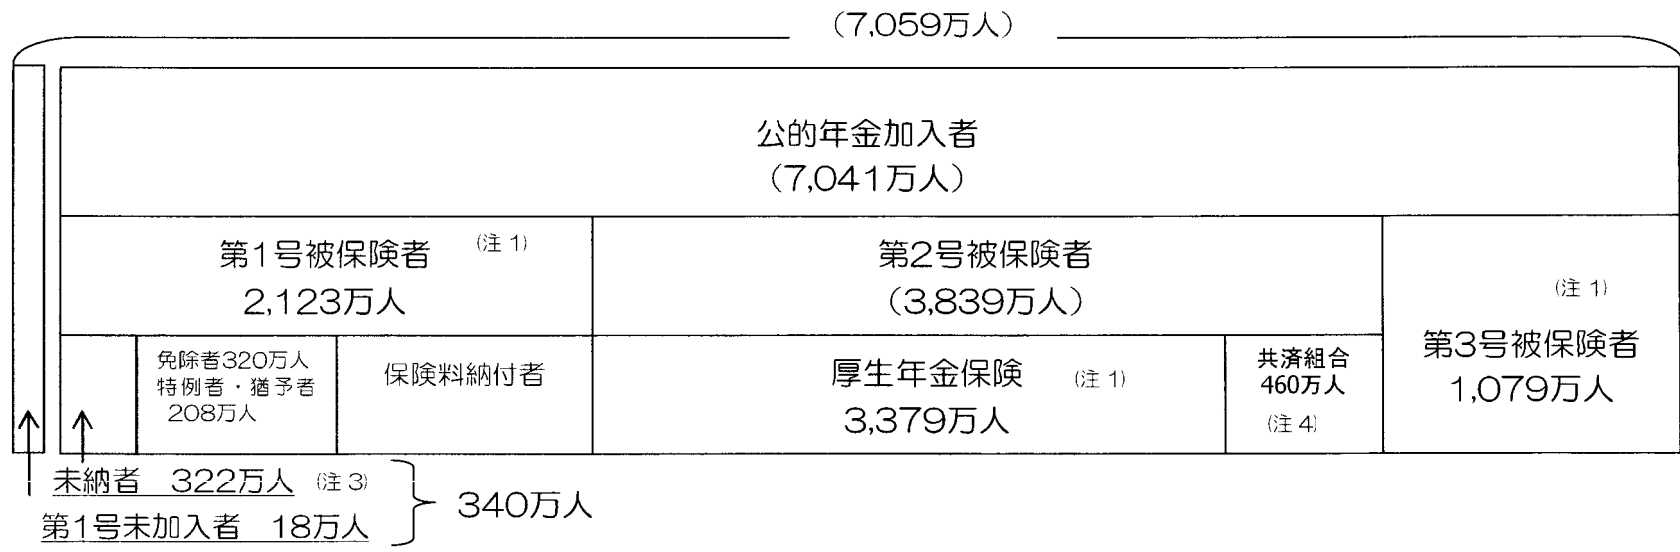 （7,059万人）
公的年金加入者
（7,041万人）
第1号被保険者 （注 1）
2,123万人
第2号被保険者
（3,839万人）
（注 1）
第3号被保険者
1,079万人
免除者320万人
特例者・猶予者
208万人
保険料納付者
厚生年金保険 （注 1）
3,379万人
共済組合
460万人
（注 4）
未納者 322万人 （注 3）
第1号未加入者 18万人
340万人